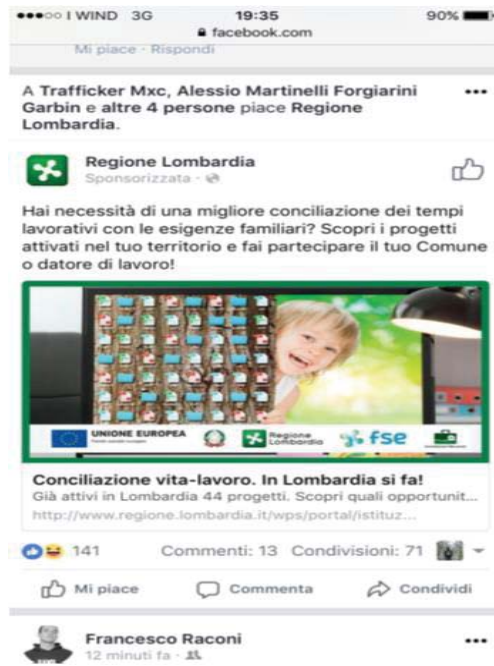 I WIND 3G 19:35 90%
facebook.com
Mi piace · Rispondi
A Trafficker Mxc, Alessio Martinelli Forgiarini
Garbin e altre 4 persone piace Regione
Lombardia.
Regione Lombardia
Sponsorizzata ·
Hai necessità di una migliore conciliazione dei tempi
lavorativi con le esigenze familiari? Scopri i progetti
attivati nel tuo territorio e fai partecipare il tuo Comune
o datore di lavoro!
UNIONE EUROPEA
Regione
Lombardia
fse
Conciliazione vita-lavoro. In Lombardia si fa!
Già attivi in Lombardia 44 progetti. Scopri quali opportunit...
http://www.regione.lombardia.it/wps/portal/istituz...
141 Commenti: 13 Condivisioni: 71
Mi piace Commenta Condividi
Francesco Raconi
12 minuti fa ·